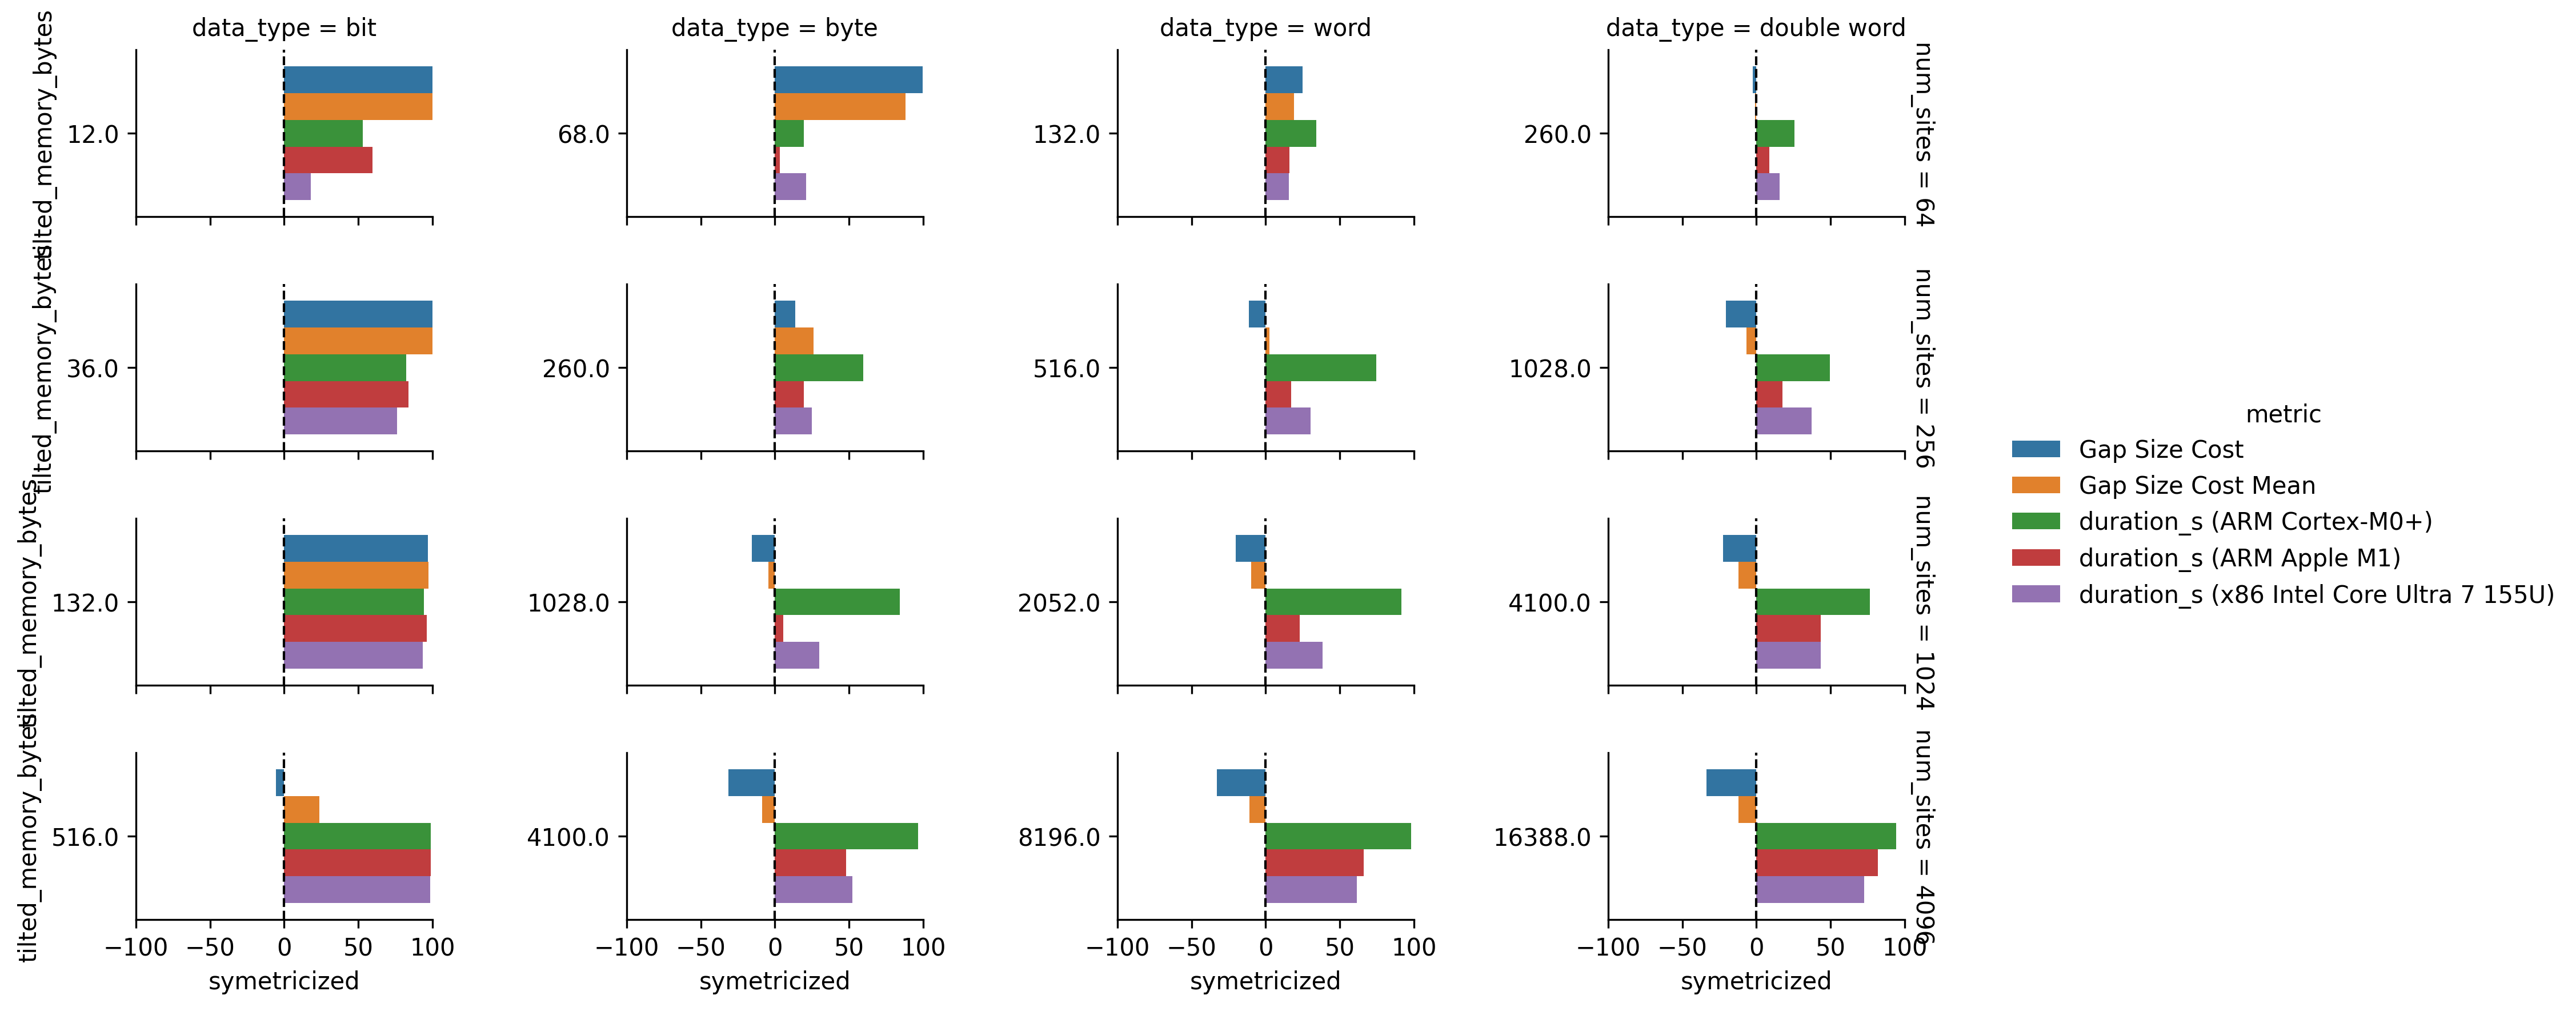 data_type = bit
data_type = byte
data_type = word
data_type = double word
tilted_memory_bytes
12.0
68.0
132.0
260.0
num_sites = 64
tilted_memory_bytes
36.0
260.0
516.0
1028.0
num_sites = 256
tilted_memory_bytes
132.0
1028.0
2052.0
4100.0
num_sites = 1024
tilted_memory_bytes
516.0
4100.0
8196.0
16388.0
num_sites = 4096
−100 −50 0 50 100
−100 −50 0 50 100
−100 −50 0 50 100
−100 −50 0 50 100
symetricized
symetricized
symetricized
symetricized
metric
Gap Size Cost
Gap Size Cost Mean
duration_s (ARM Cortex-M0+)
duration_s (ARM Apple M1)
duration_s (x86 Intel Core Ultra 7 155U)